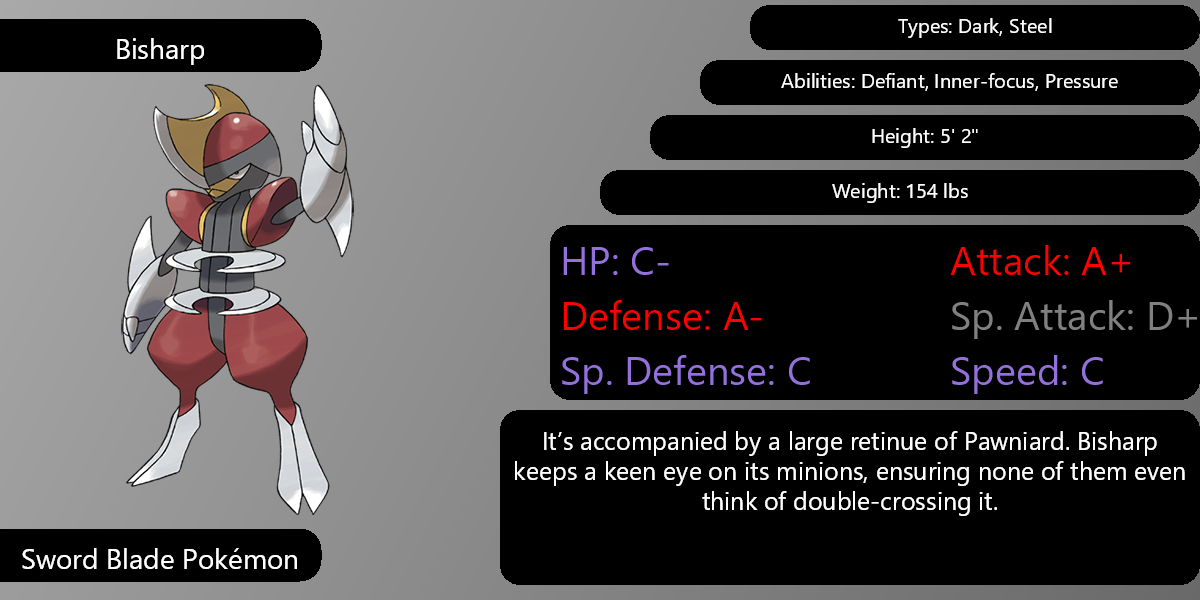 Bisharp
Types: Dark, Steel
Abilities: Defiant, Inner-focus, Pressure
Height: 5' 2"
Weight: 154 lbs
HP: C-
Attack: A+
Defense: A-
Sp. Attack: D+
Sp. Defense: C
Speed: C
It’s accompanied by a large retinue of Pawniard. Bisharp
keeps a keen eye on its minions, ensuring none of them even
think of double-crossing it.
Sword Blade Pokémon